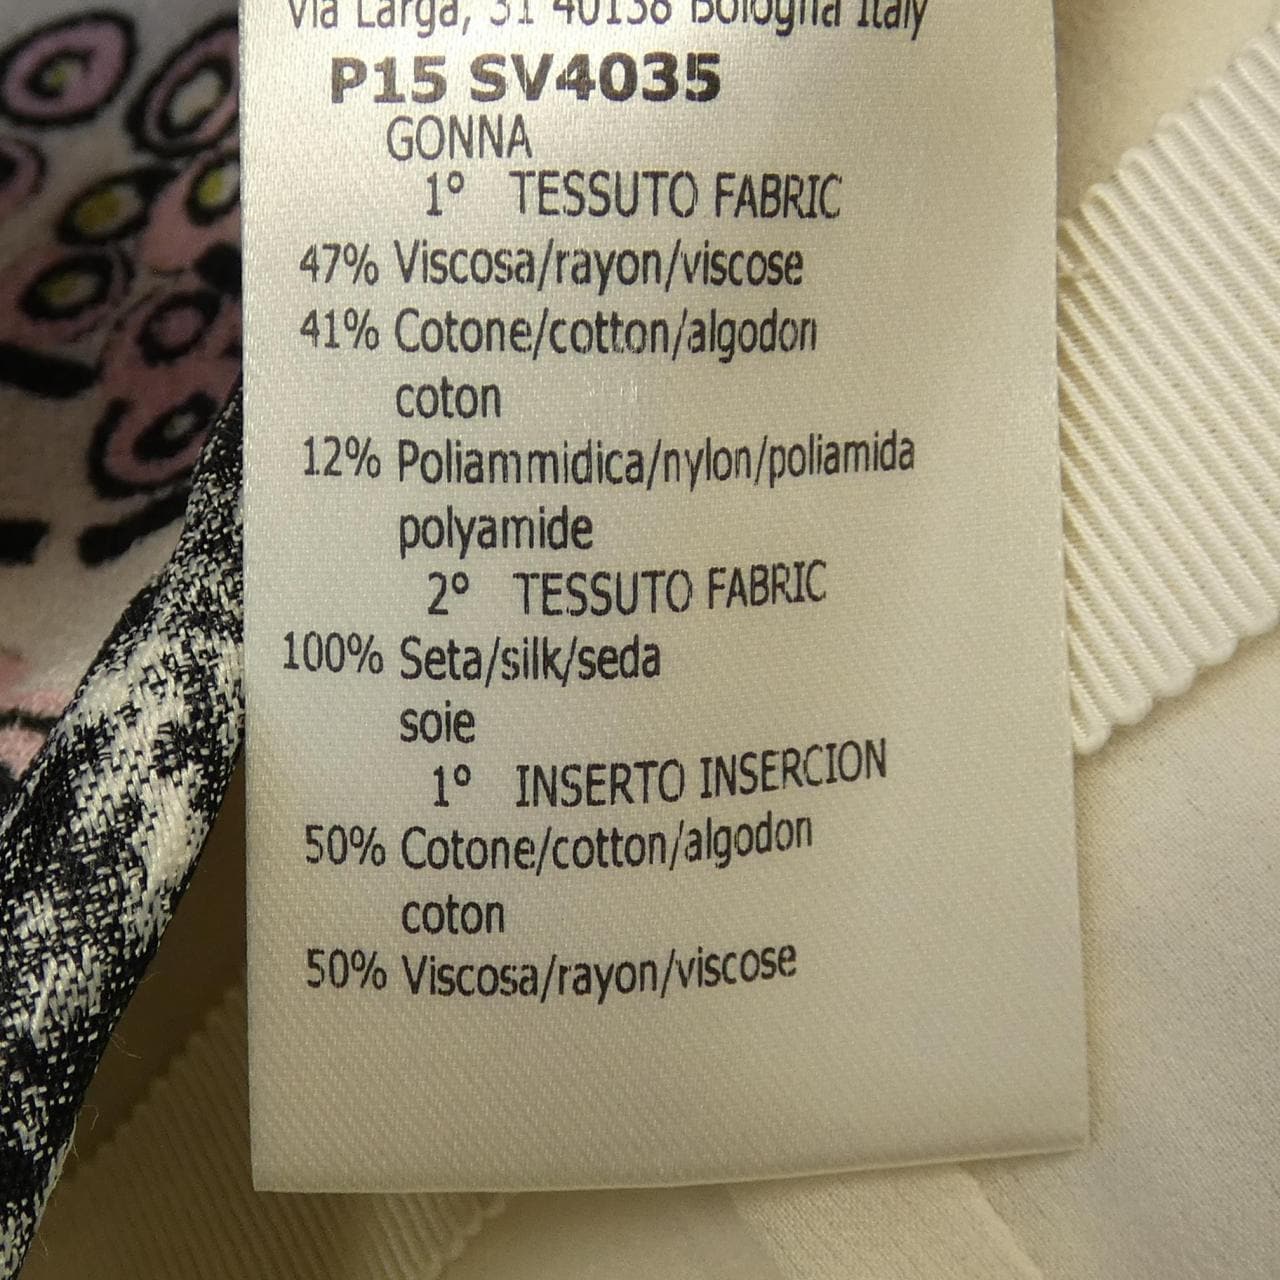 Via Larga, 31 40138 Bologna Italy
P15 SV4035
GONNA
1° TESSUTO FABRIC
47% Viscosa/rayon/viscose
41% Cotone/cotton/algodon
coton
12% Poliammidica/nylon/poliamida
polyamide
2° TESSUTO FABRIC
100% Seta/silk/seda
soie
1° INSERTO INSERCION
50% Cotone/cotton/algodon
coton
50% Viscosa/rayon/viscose